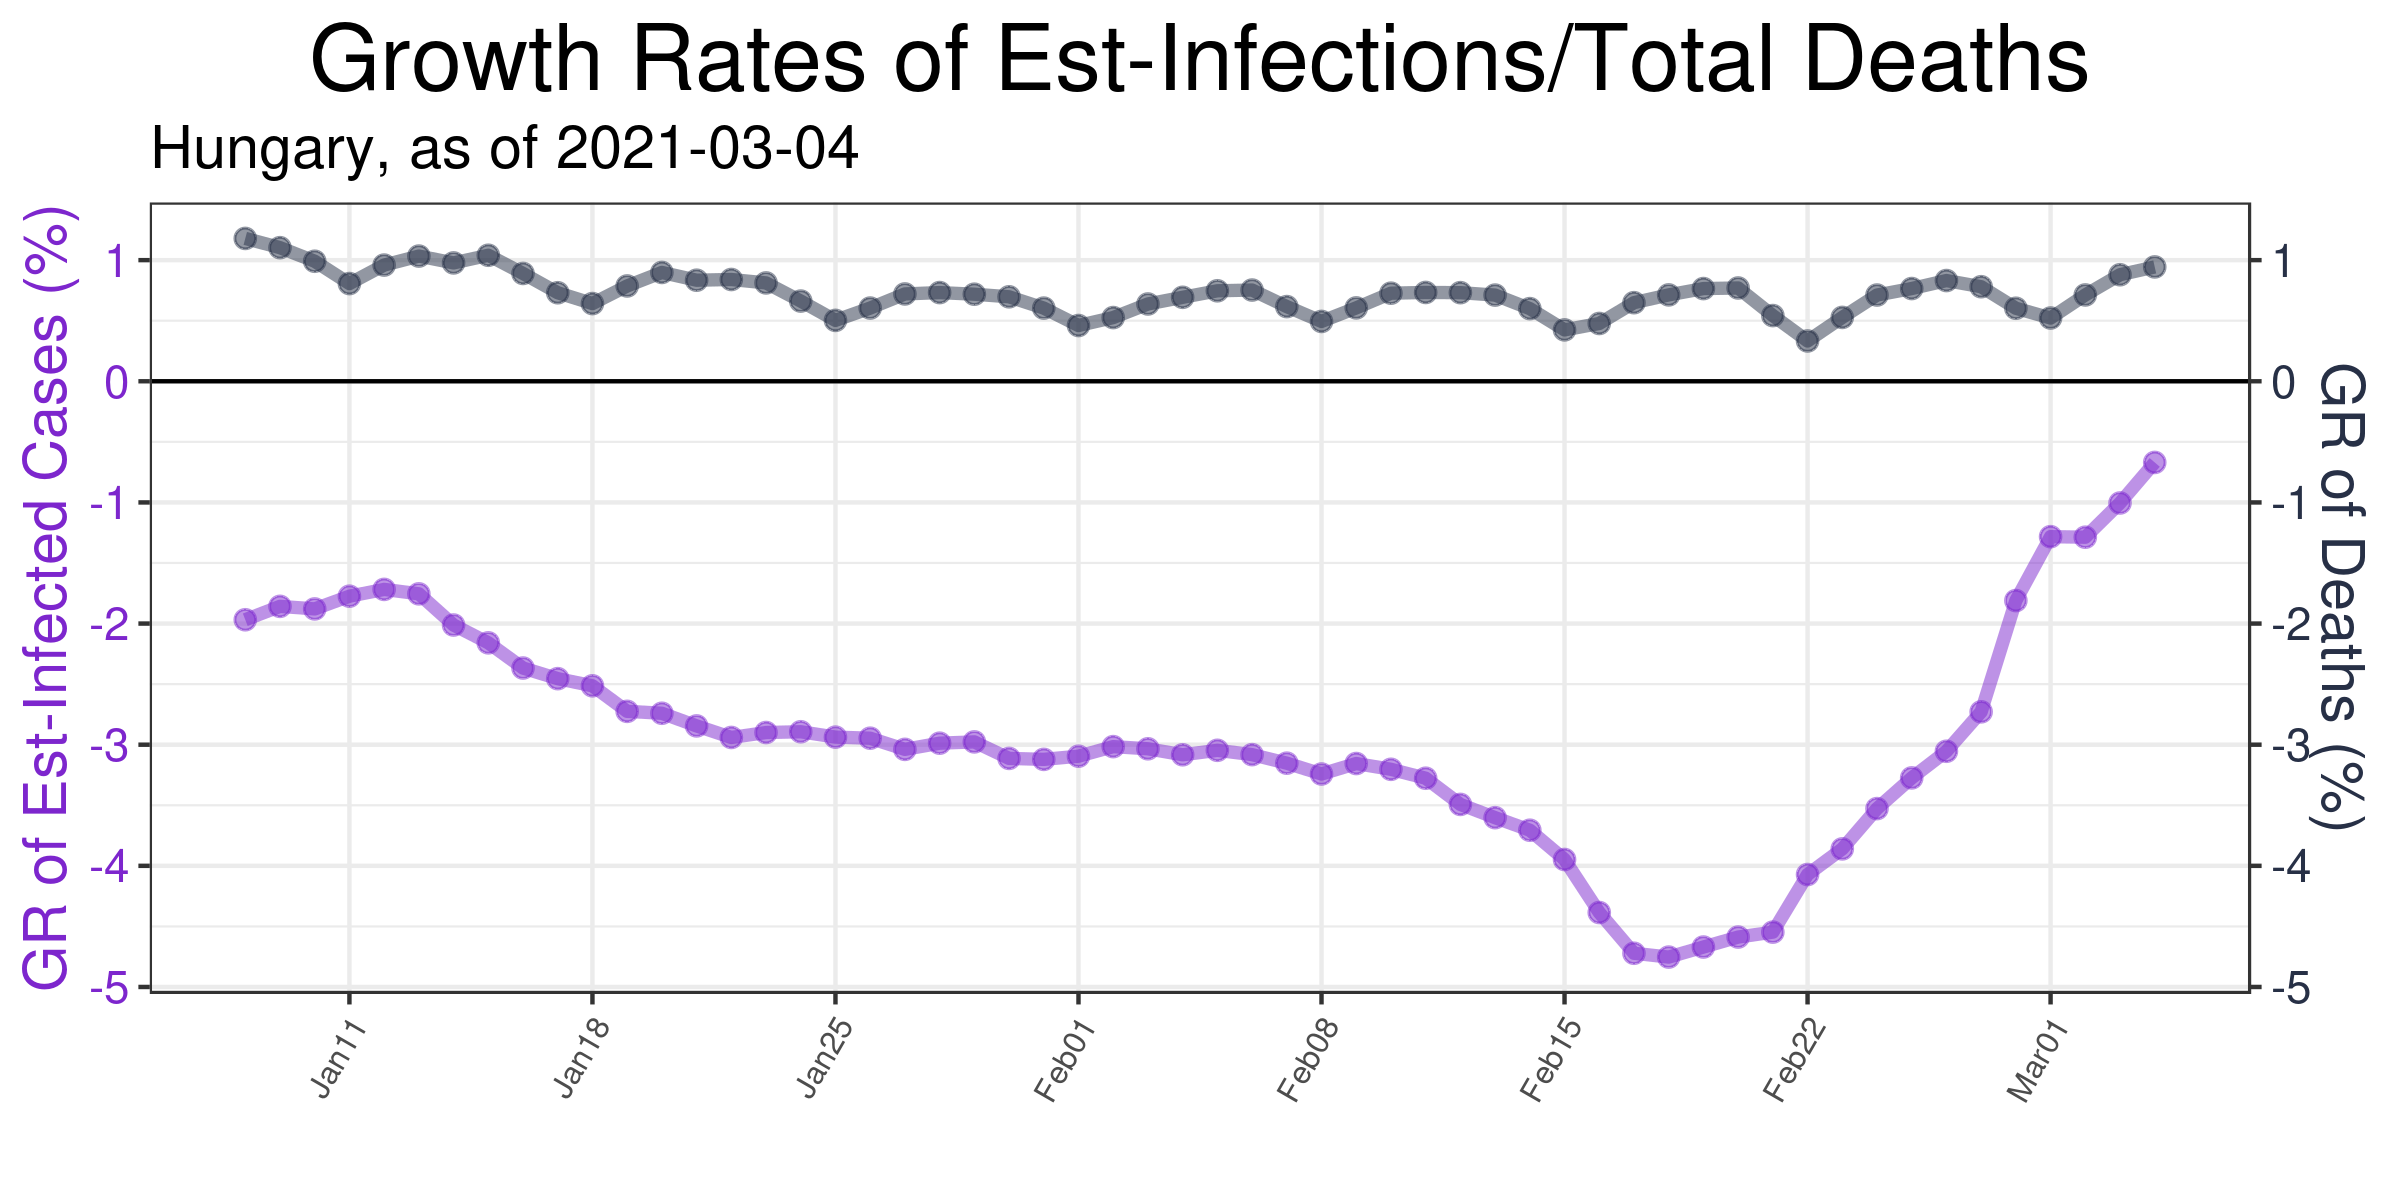 Growth Rates of Est-Infections/Total Deaths
Hungary, as of 2021-03-04
GR of Est-Infected Cases (%)
1
0
-1
-2
-3
-4
-5
1
0
-1
-2
-3
-4
-5
GR of Deaths (%)
Jan11
Jan18
Jan25
Feb01
Feb08
Feb15
Feb22
Mar01